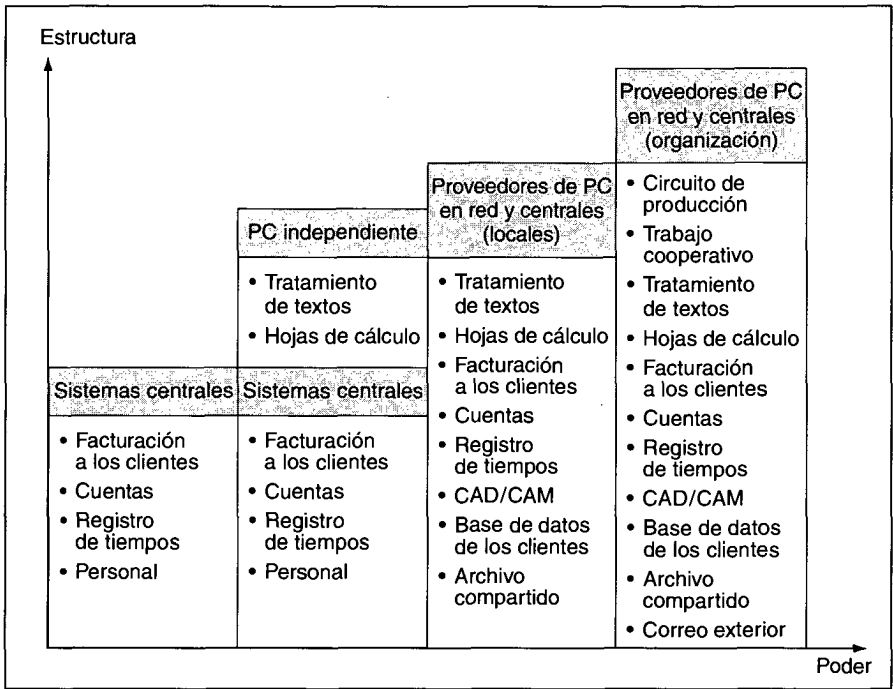 Estructura
Sistemas centrales
• Facturación
a los clientes
• Cuentas
• Registro
de tiempos
• Personal
PC independiente
• Tratamiento
de textos
• Hojas de cálculo
Sistemas centrales
• Facturación
a los clientes
• Cuentas
• Registro
de tiempos
• Personal
Proveedores de PC
en red y centrales
(locales)
• Tratamiento
de textos
• Hojas de cálculo
• Facturación
a los clientes
• Cuentas
• Registro
de tiempos
• CAD/CAM
• Base de datos
de los clientes
• Archivo
compartido
Proveedores de PC
en red y centrales
(organización)
• Circuito de
producción
• Trabajo
cooperativo
• Tratamiento
de textos
• Hojas de cálculo
• Facturación
a los clientes
• Cuentas
• Registro
de tiempos
• CAD/CAM
• Base de datos
de los clientes
• Archivo
compartido
• Correo exterior
Poder